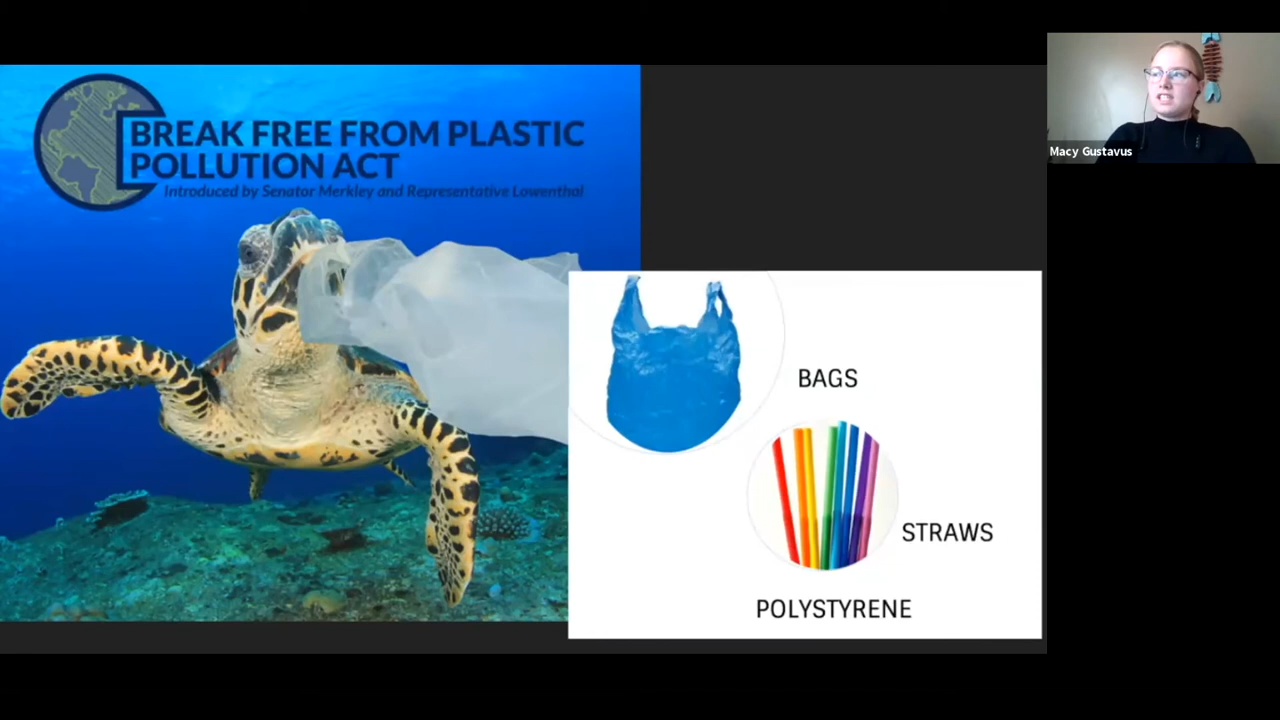 BREAK FREE FROM PLASTIC
POLLUTION ACT
Introduced by Senator Merkley and Representative Lowenthal
Macy Gustavus
BAGS
STRAWS
POLYSTYRENE